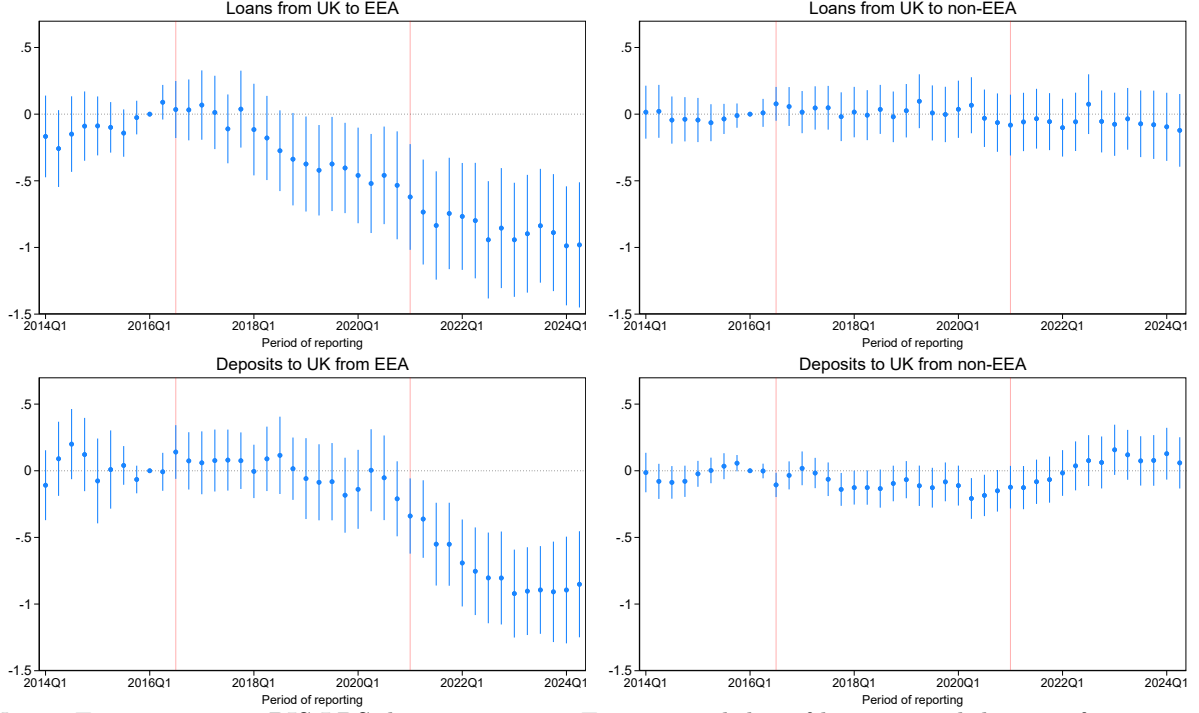 Loans from UK to EEA
.5
0
-.5
-1
-1.5
2014Q1 2016Q1 2018Q1 2020Q1 2022Q1 2024Q1
Period of reporting
Loans from UK to non-EEA
.5
0
-.5
-1
-1.5
2014Q1 2016Q1 2018Q1 2020Q1 2022Q1 2024Q1
Period of reporting
Deposits to UK from EEA
.5
0
-.5
-1
-1.5
2014Q1 2016Q1 2018Q1 2020Q1 2022Q1 2024Q1
Period of reporting
Deposits to UK from non-EEA
.5
0
-.5
-1
-1.5
2014Q1 2016Q1 2018Q1 2020Q1 2022Q1 2024Q1
Period of reporting